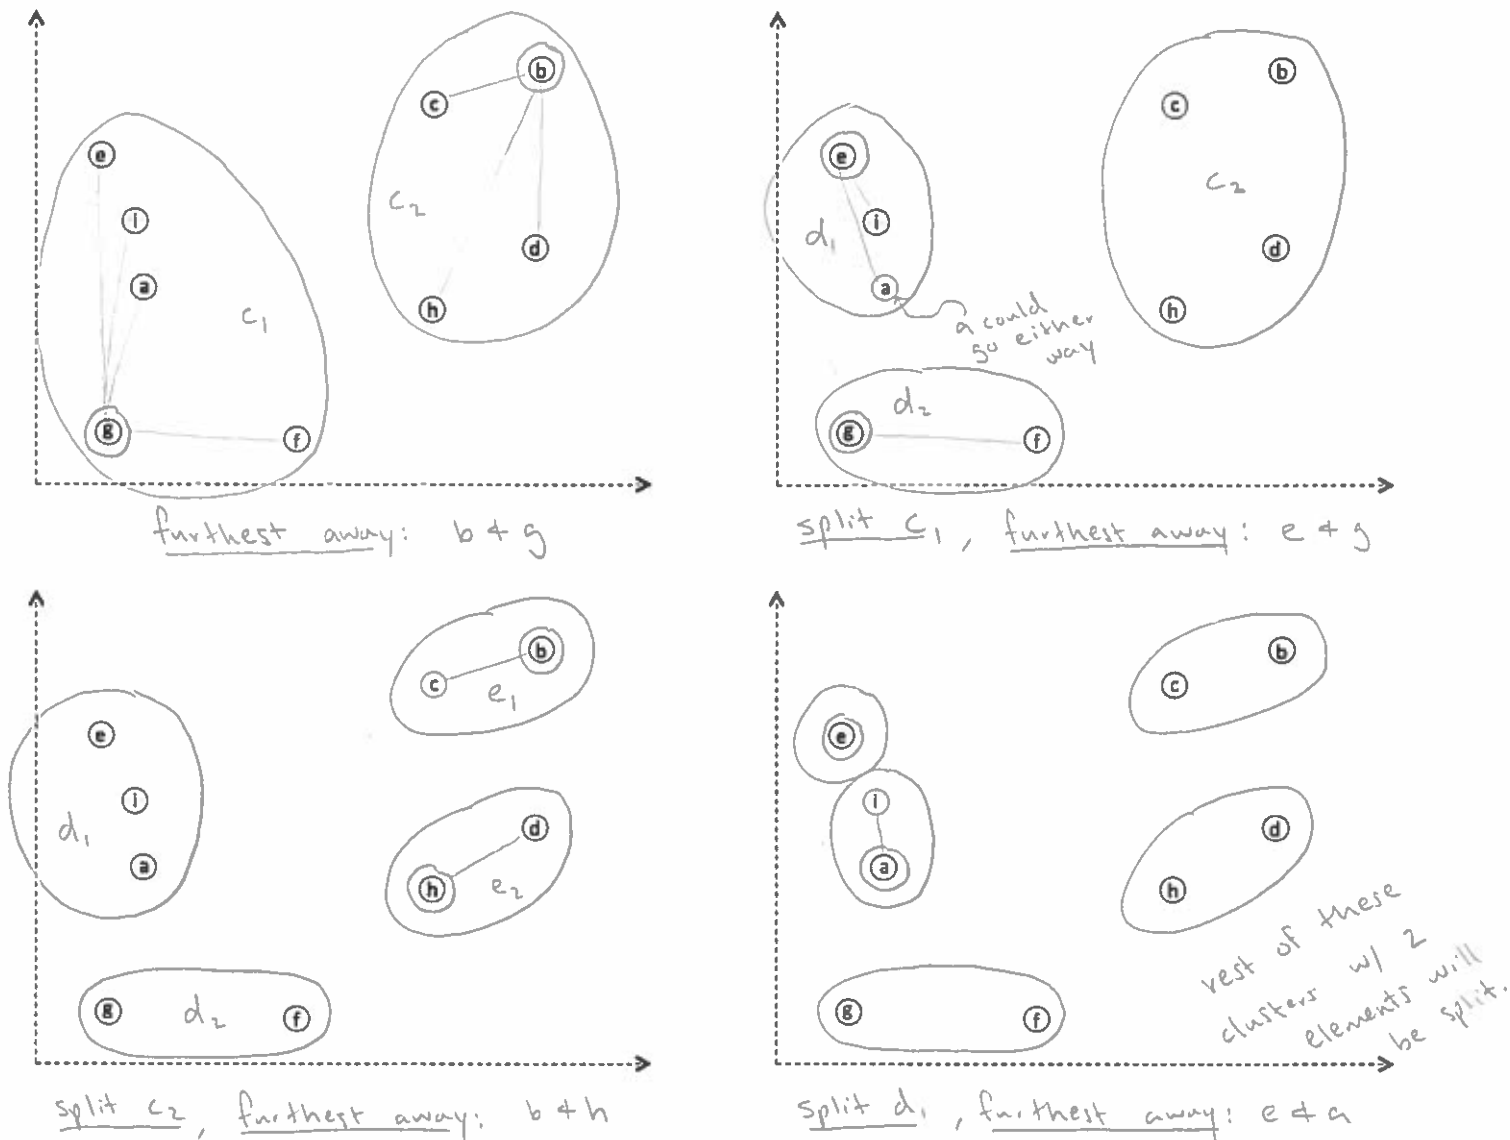 b
c
e
c₂
i
d
a
c₁
h
g
f
furthest away: b & g
b
e
c
c₂
i
d₁
d
a
h
a could
go either
way
d₂
g
f
split c₁, furthest away: e & g
b
c
e₁
e
i
d
d₁
h
e₂
a
g
d₂
f
split c₂, furthest away: b & h
b
c
e
i
d
a
h
rest of these
clusters w/ 2
elements will
be split.
g
f
split d₁, furthest away: e & a